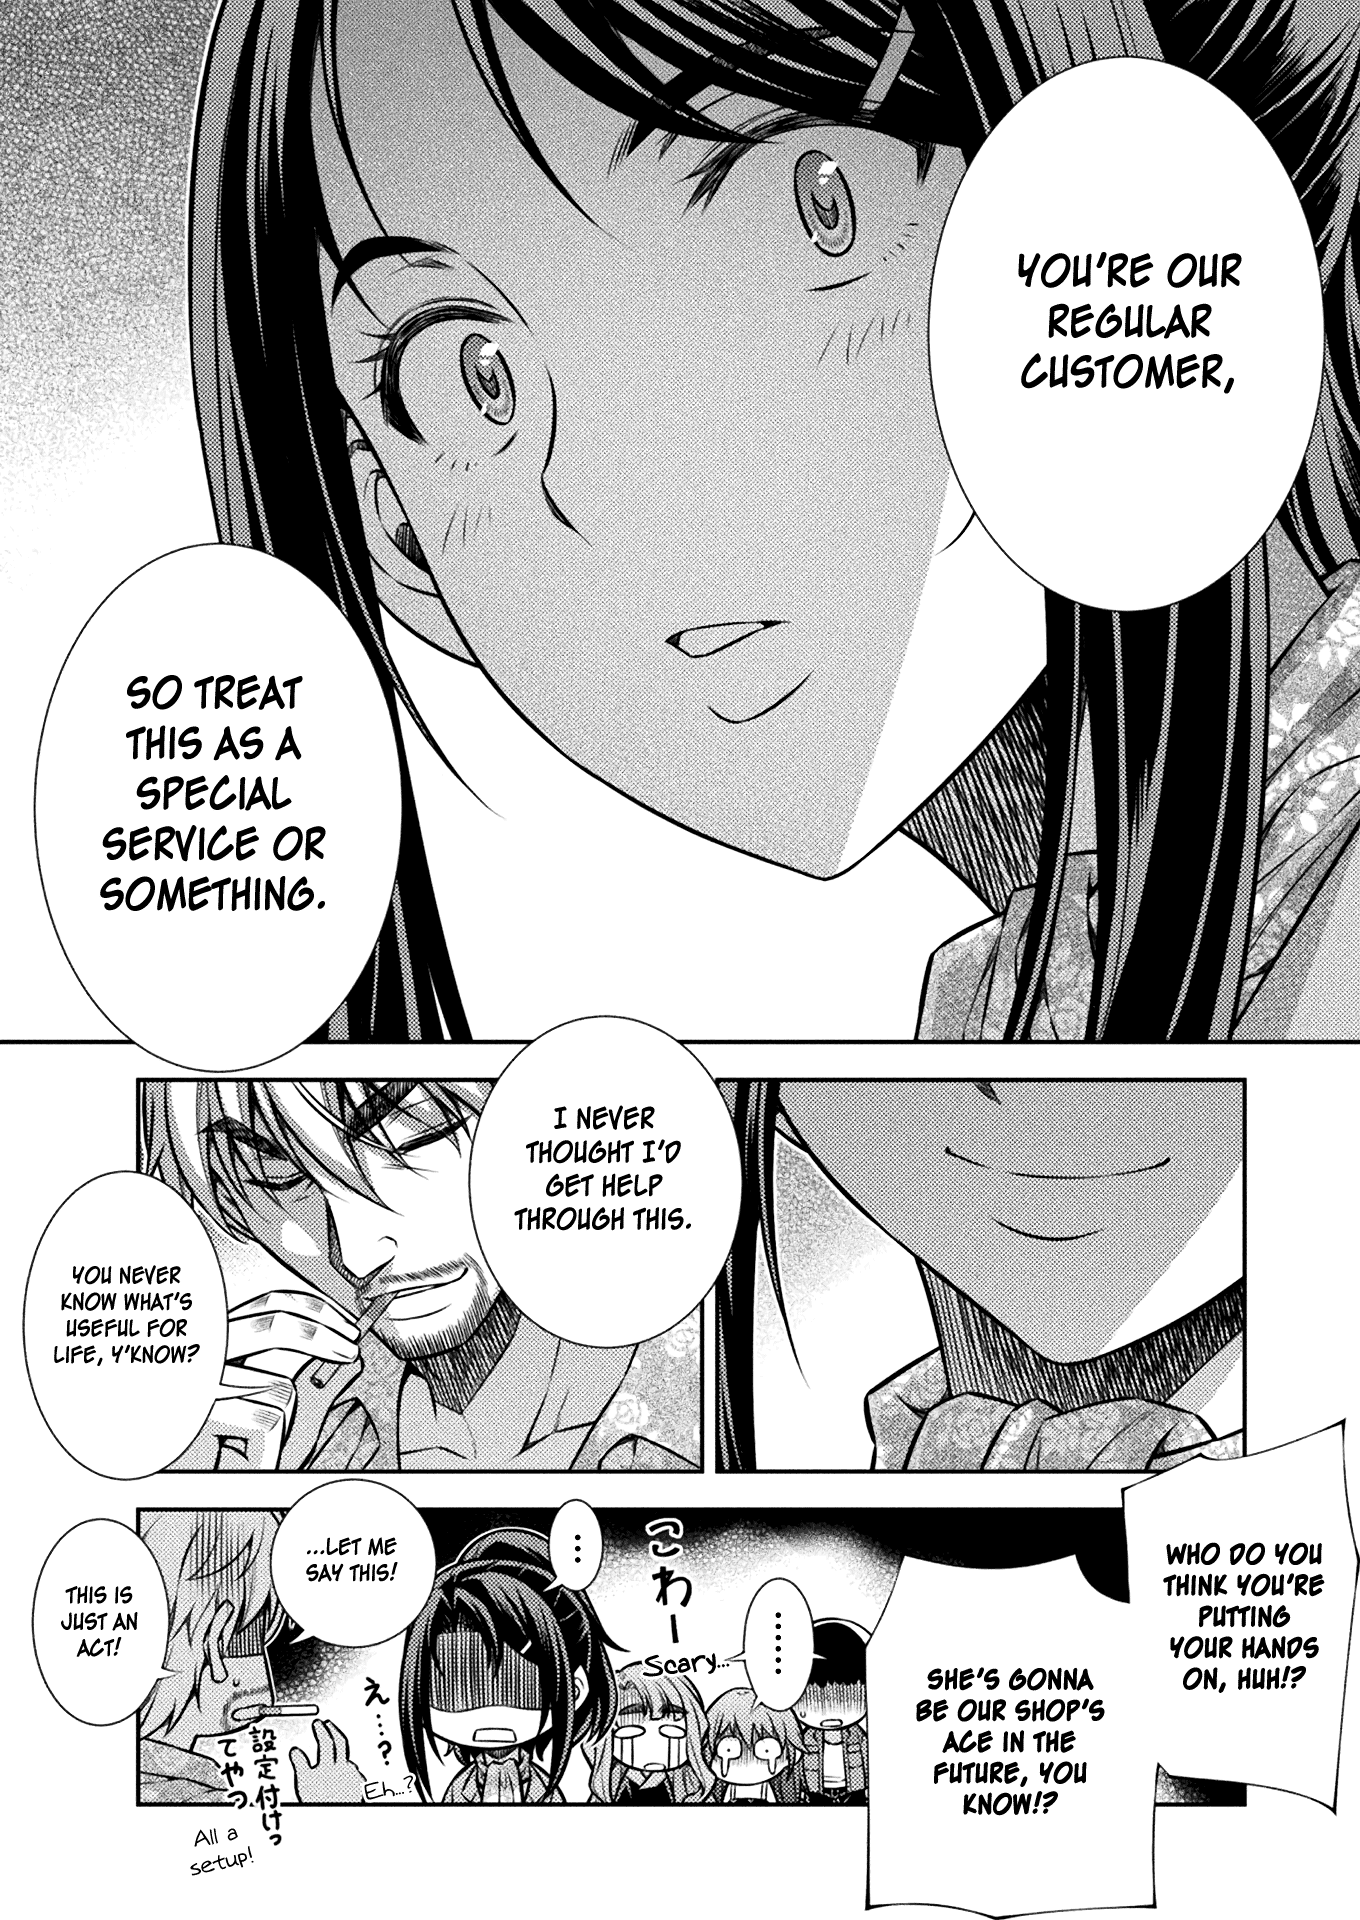 YOU'RE OUR
REGULAR
CUSTOMER,
SO TREAT
THIS AS A
SPECIAL
SERVICE OR
SOMETHING.
I NEVER
THOUGHT I'D
GET HELP
THROUGH THIS.
YOU NEVER
KNOW WHAT'S
USEFUL FOR
LIFE, Y'KNOW?
WHO DO YOU
THINK YOU'RE
PUTTING
YOUR HANDS
ON, HUH!?
SHE'S GONNA
BE OUR SHOP'S
ACE IN THE
FUTURE, YOU
KNOW!?
......
こわー
Scary...
...
え…?
Eh...?
...LET ME
SAY THIS!
THIS IS
JUST AN
ACT!
設定付けっ
てやつ
All a
setup!